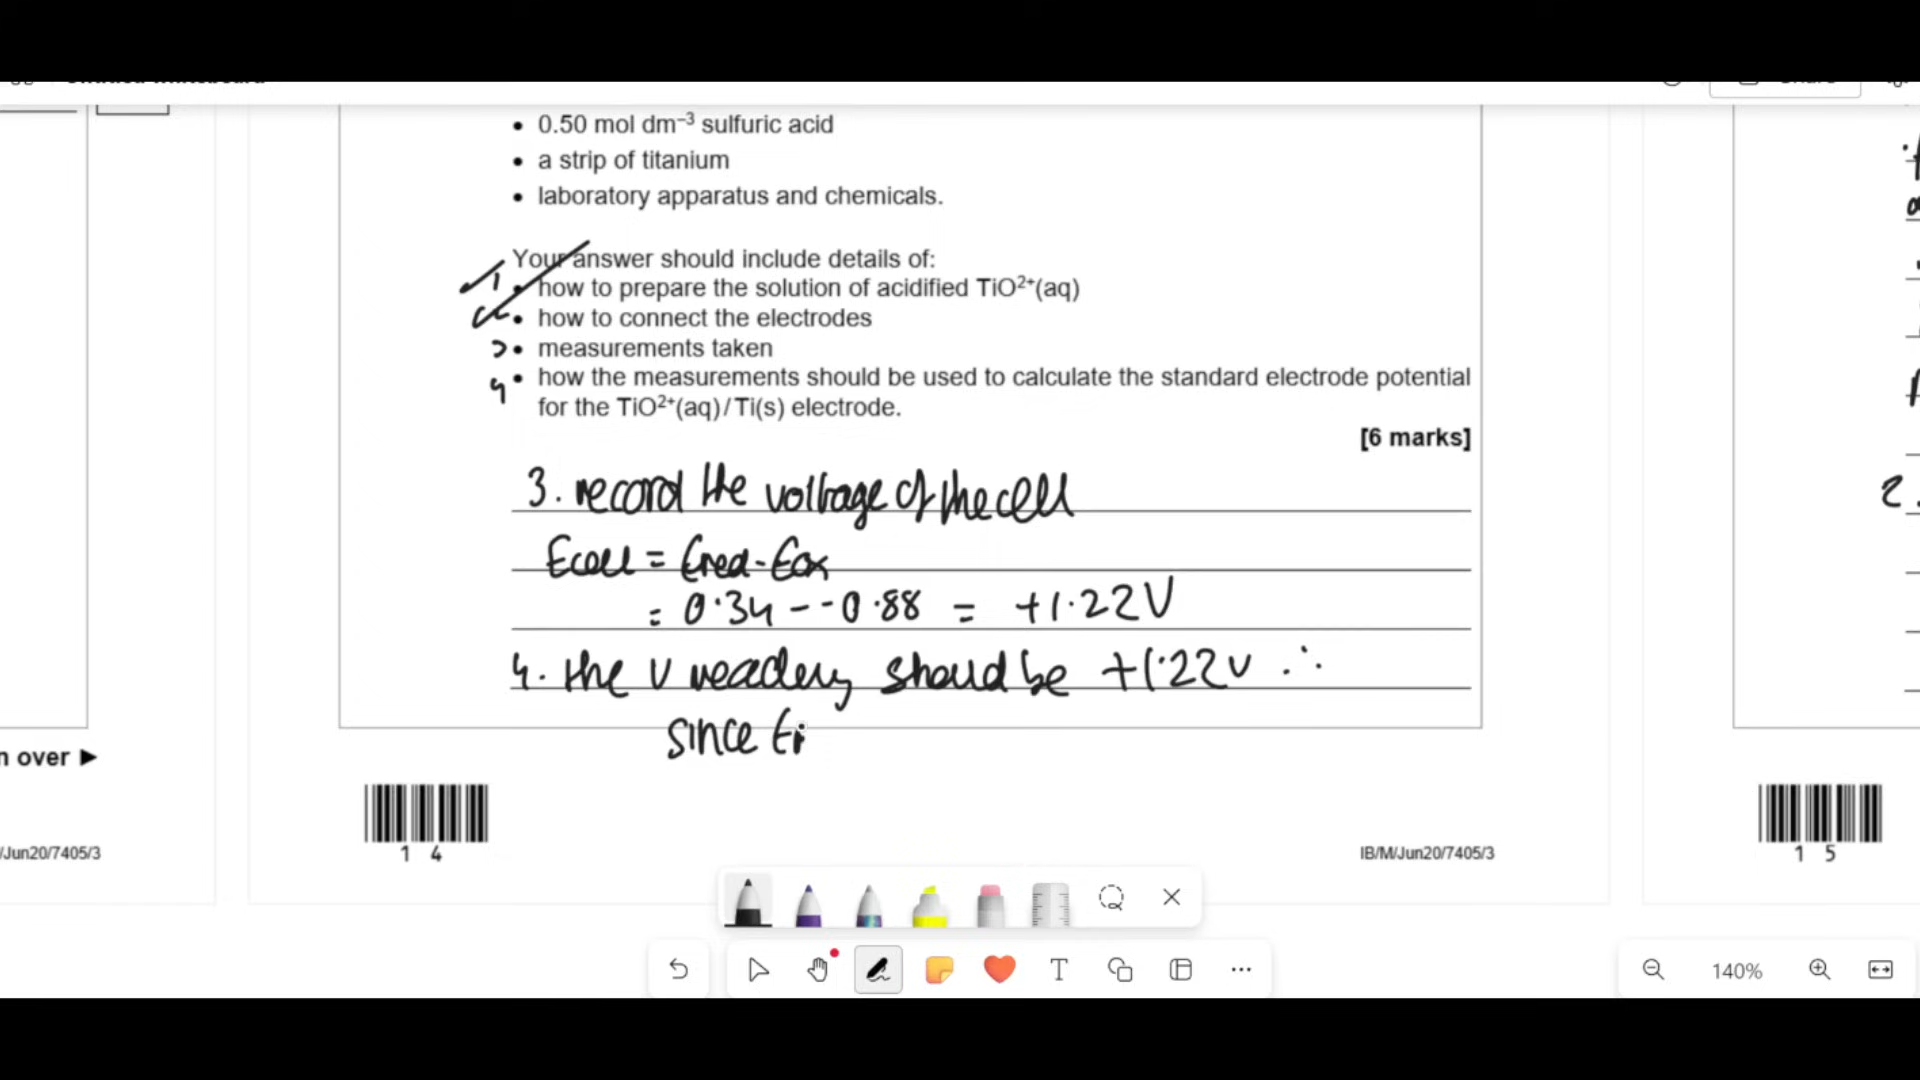 • 0.50 mol dm⁻³ sulfuric acid
• a strip of titanium
• laboratory apparatus and chemicals.
Your answer should include details of:
1 • how to prepare the solution of acidified TiO²⁺(aq)
• how to connect the electrodes
3 • measurements taken
4 • how the measurements should be used to calculate the standard electrode potential
for the TiO²⁺(aq)/Ti(s) electrode.
[6 marks]
3. record the voltage of the cell
Ecell = Ered - Eox
= 0.34 - -0.88 = +1.22V
4. the V reading should be +1.22V ∴
since
n over ►
/Jun20/7405/3
1 4
IB/M/Jun20/7405/3
1 5
2.
T
140%